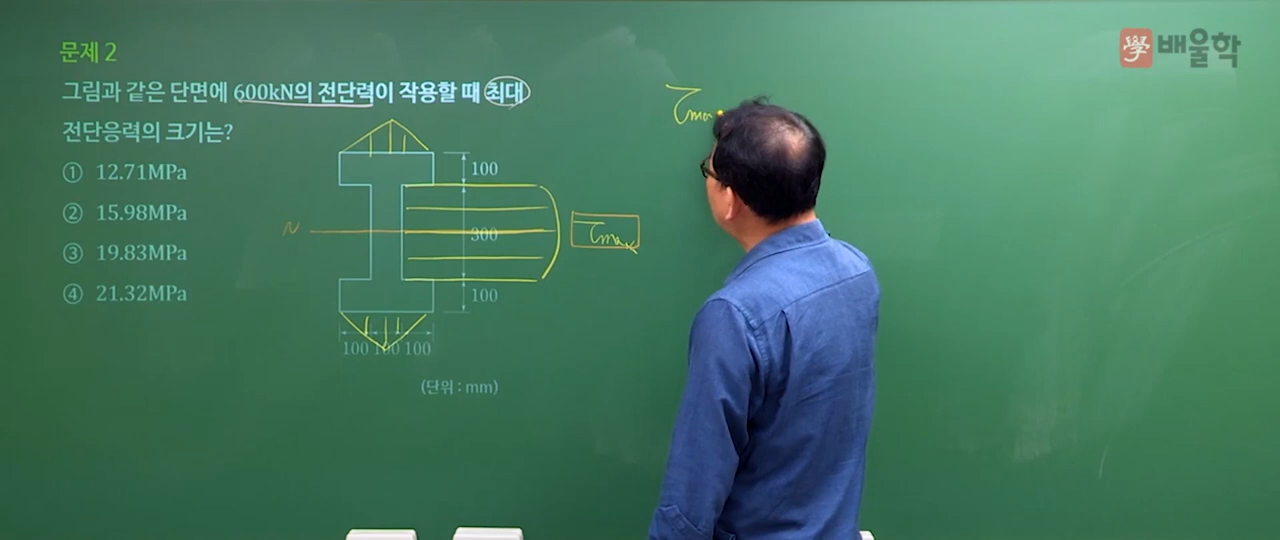 學 배울학
문제 2
그림과 같은 단면에 600kN의 전단력이 작용할 때 최대
전단응력의 크기는?
① 12.71MPa
② 15.98MPa
③ 19.83MPa
④ 21.32MPa
100
300
100
100 100 100
(단위 : mm)
N
τmax